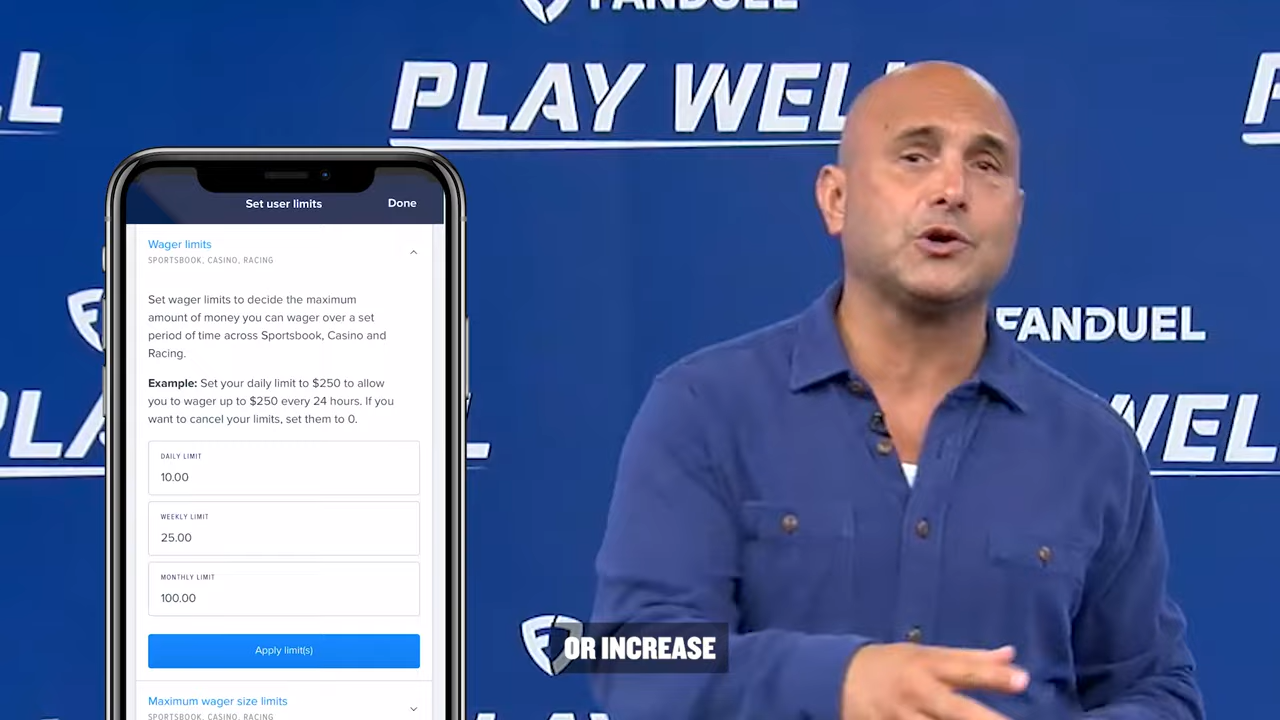 FANDUEL
PLAY WELL
Set user limits
Done
Wager limits
SPORTSBOOK, CASINO, RACING
Set wager limits to decide the maximum
amount of money you can wager over a set
period of time across Sportsbook, Casino and
Racing.
Example: Set your daily limit to $250 to allow
you to wager up to $250 every 24 hours. If you
want to cancel your limits, set them to 0.
DAILY LIMIT
10.00
WEEKLY LIMIT
25.00
MONTHLY LIMIT
100.00
Apply limit(s)
Maximum wager size limits
SPORTSBOOK, CASINO, RACING
FANDUEL
WELL
OR INCREASE